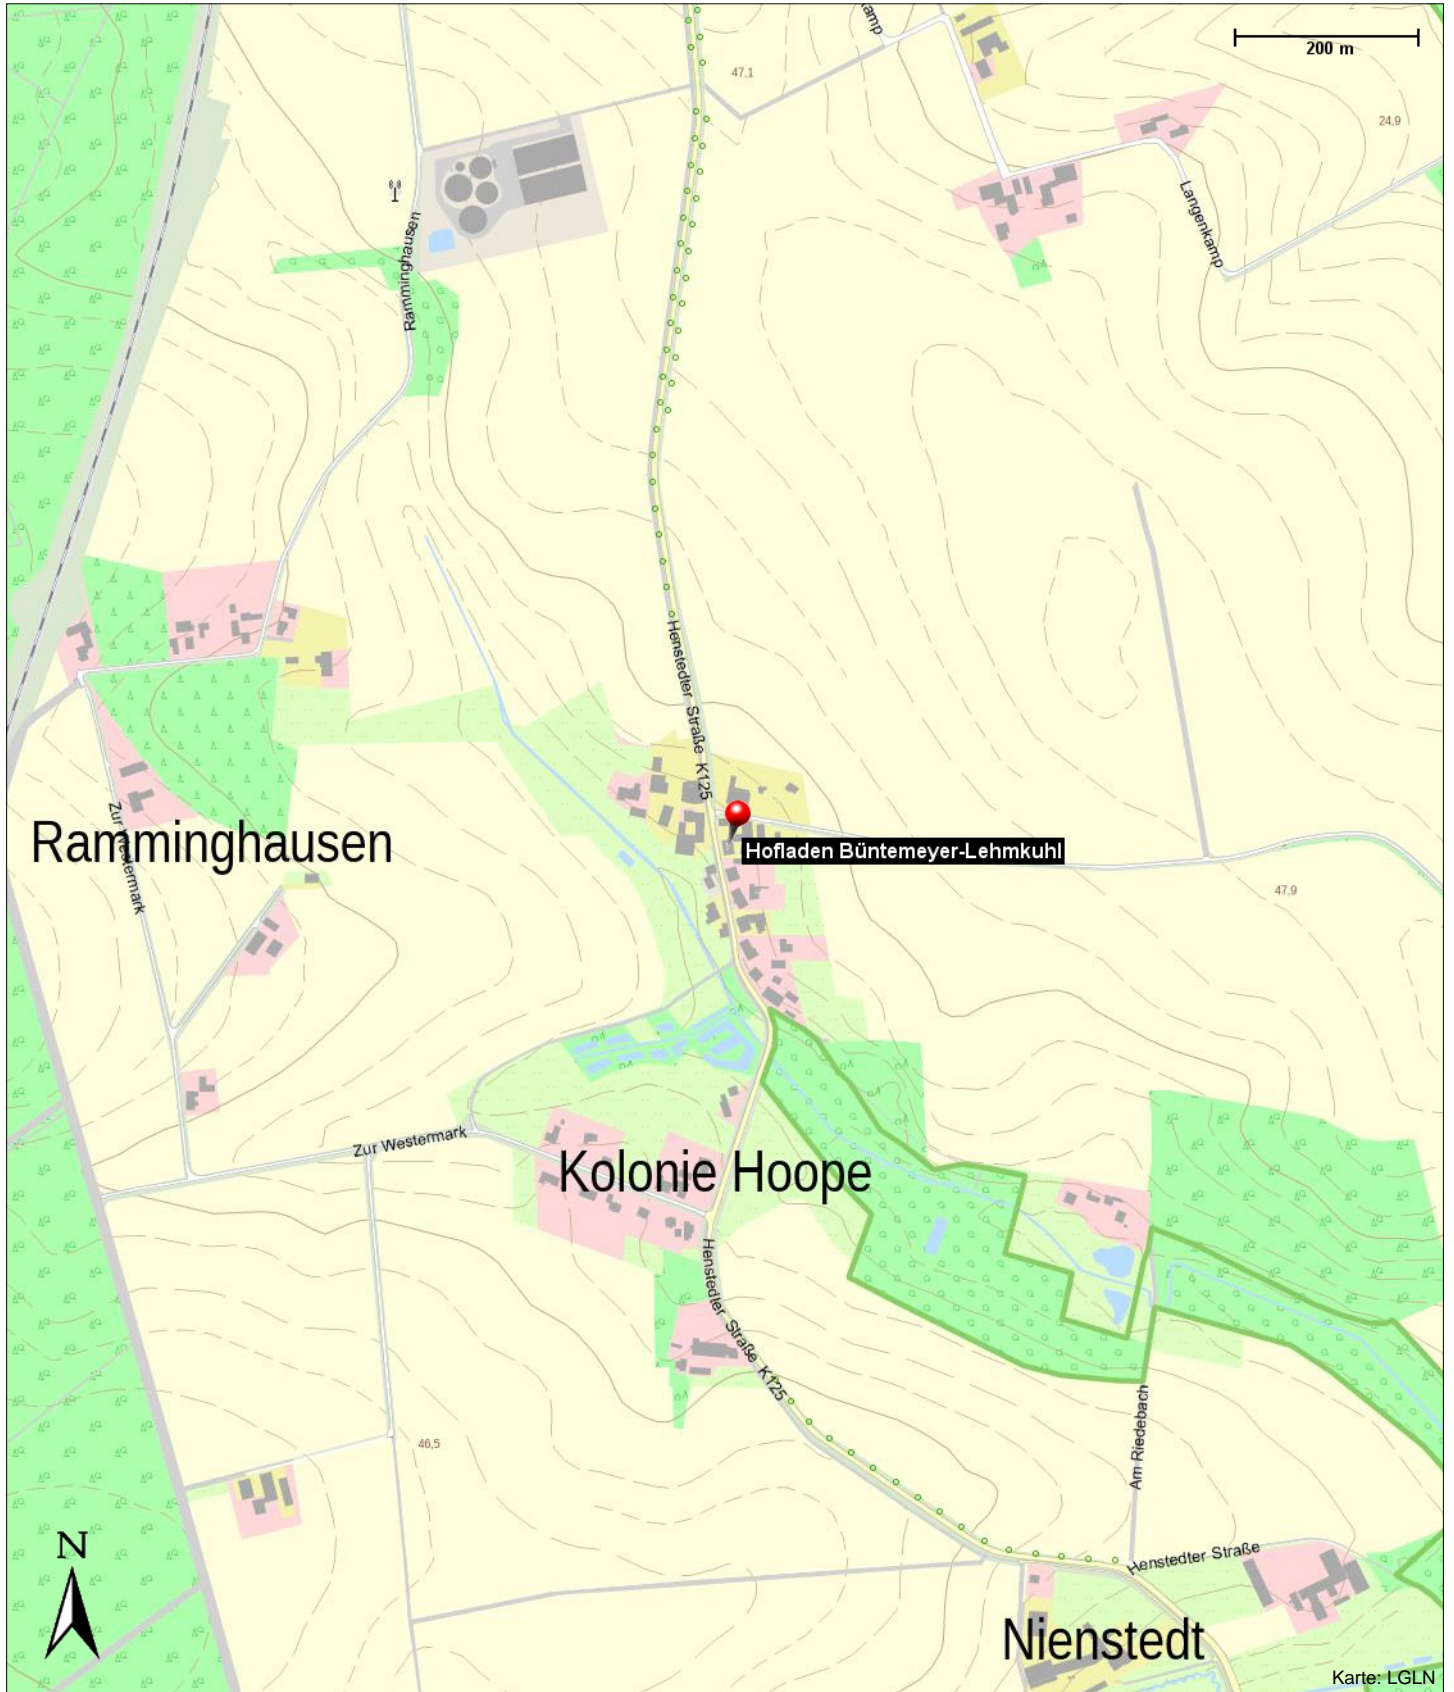 200 m
47,1
24,9
Langenkamp
Ramminghausen
Henstedter Straße K125
Hofladen Büntemeyer-Lehmkuhl
Ramminghausen
Zur Westermark
47,9
Zur Westermark
Kolonie Hoope
Henstedter Straße K125
Am Riedebach
46,5
N
Henstedter Straße
Nienstedt
Karte: LGLN